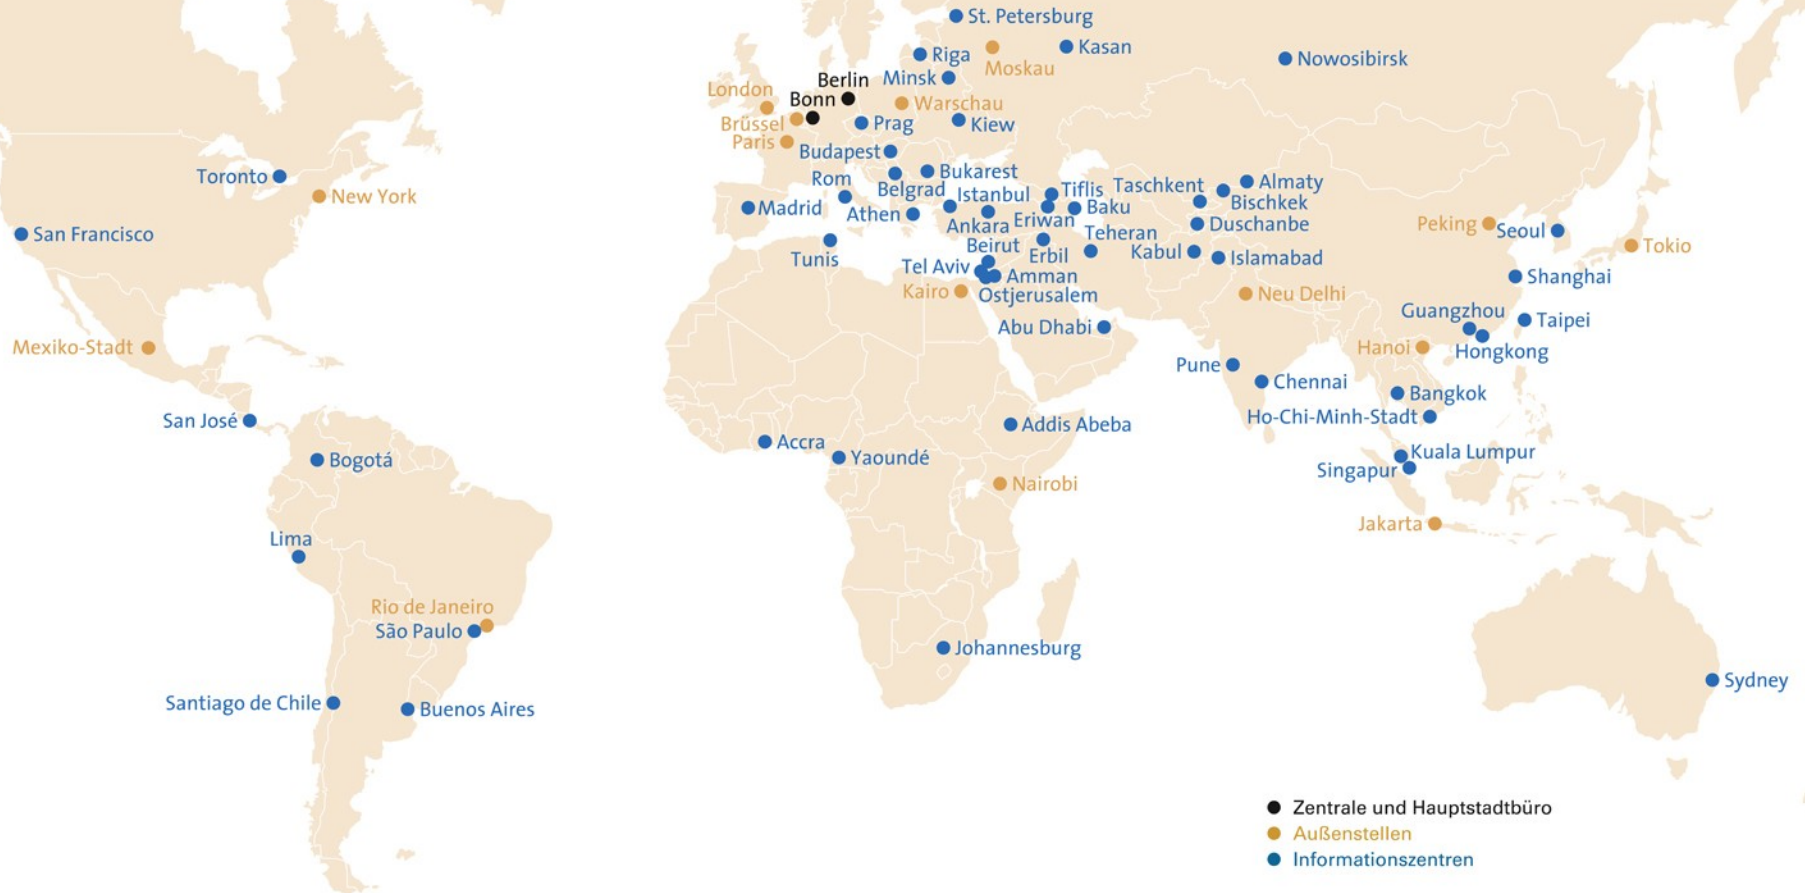 St. Petersburg
Kasan
Riga
Moskau
Nowosibirsk
Minsk
Berlin
London
Bonn
Warschau
Brüssel
Prag
Kiew
Paris
Budapest
Toronto
Rom
Bukarest
Belgrad
Istanbul
Tiflis
Taschkent
Almaty
New York
Bischkek
Madrid
Athen
Ankara
Eriwan
Baku
Duschanbe
Peking
Seoul
San Francisco
Teheran
Tokio
Beirut
Erbil
Kabul
Islamabad
Tunis
Tel Aviv
Amman
Shanghai
Kairo
Ostjerusalem
Neu Delhi
Guangzhou
Taipei
Abu Dhabi
Mexiko-Stadt
Hanoi
Hongkong
Pune
Chennai
Bangkok
San José
Ho-Chi-Minh-Stadt
Addis Abeba
Accra
Kuala Lumpur
Bogotá
Yaoundé
Singapur
Nairobi
Jakarta
Lima
Rio de Janeiro
São Paulo
Johannesburg
Sydney
Santiago de Chile
Buenos Aires
Zentrale und Hauptstadtbüro
Außenstellen
Informationszentren